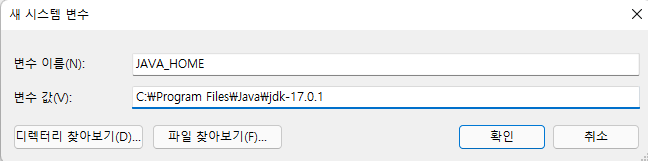 새 시스템 변수
변수 이름(N):
JAVA_HOME
변수 값(V):
C:₩Program Files₩Java₩jdk-17.0.1
디렉터리 찾아보기(D)...
파일 찾아보기(F)...
확인
취소